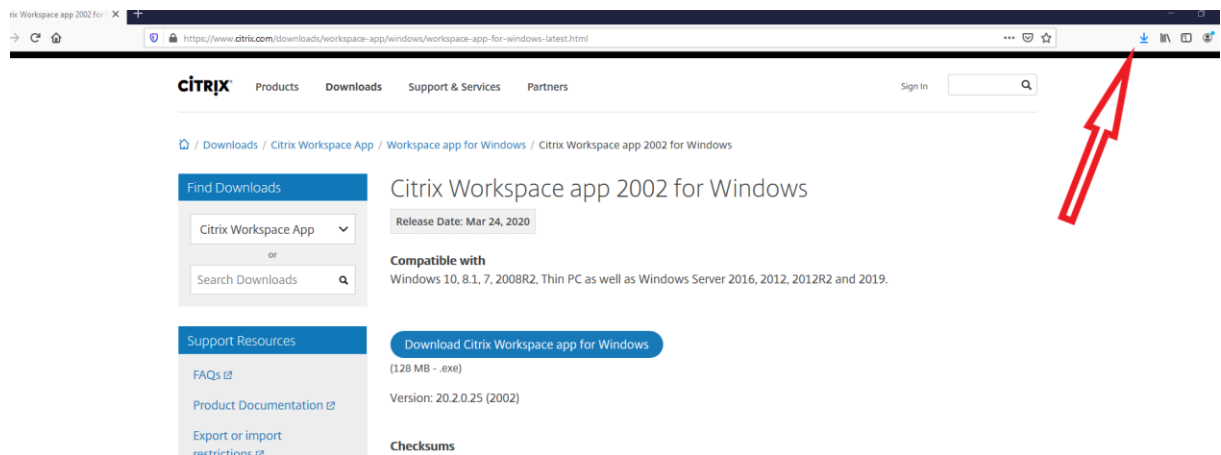 rix Workspace app 2002 for
https://www.citrix.com/downloads/workspace-app/windows/workspace-app-for-windows-latest.html
CİTRIX Products Downloads Support & Services Partners Sign In
/ Downloads / Citrix Workspace App / Workspace app for Windows / Citrix Workspace app 2002 for Windows
Find Downloads
Citrix Workspace App
or
Search Downloads
Support Resources
FAQs
Product Documentation
Export or import
restrictions
Citrix Workspace app 2002 for Windows
Release Date: Mar 24, 2020
Compatible with
Windows 10, 8.1, 7, 2008R2, Thin PC as well as Windows Server 2016, 2012, 2012R2 and 2019.
Download Citrix Workspace app for Windows
(128 MB - .exe)
Version: 20.2.0.25 (2002)
Checksums